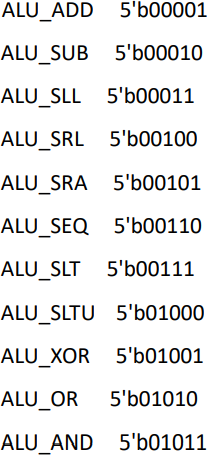 ALU_ADD 5'b00001
ALU_SUB 5'b00010
ALU_SLL 5'b00011
ALU_SRL 5'b00100
ALU_SRA 5'b00101
ALU_SEQ 5'b00110
ALU_SLT 5'b00111
ALU_SLTU 5'b01000
ALU_XOR 5'b01001
ALU_OR 5'b01010
ALU_AND 5'b01011